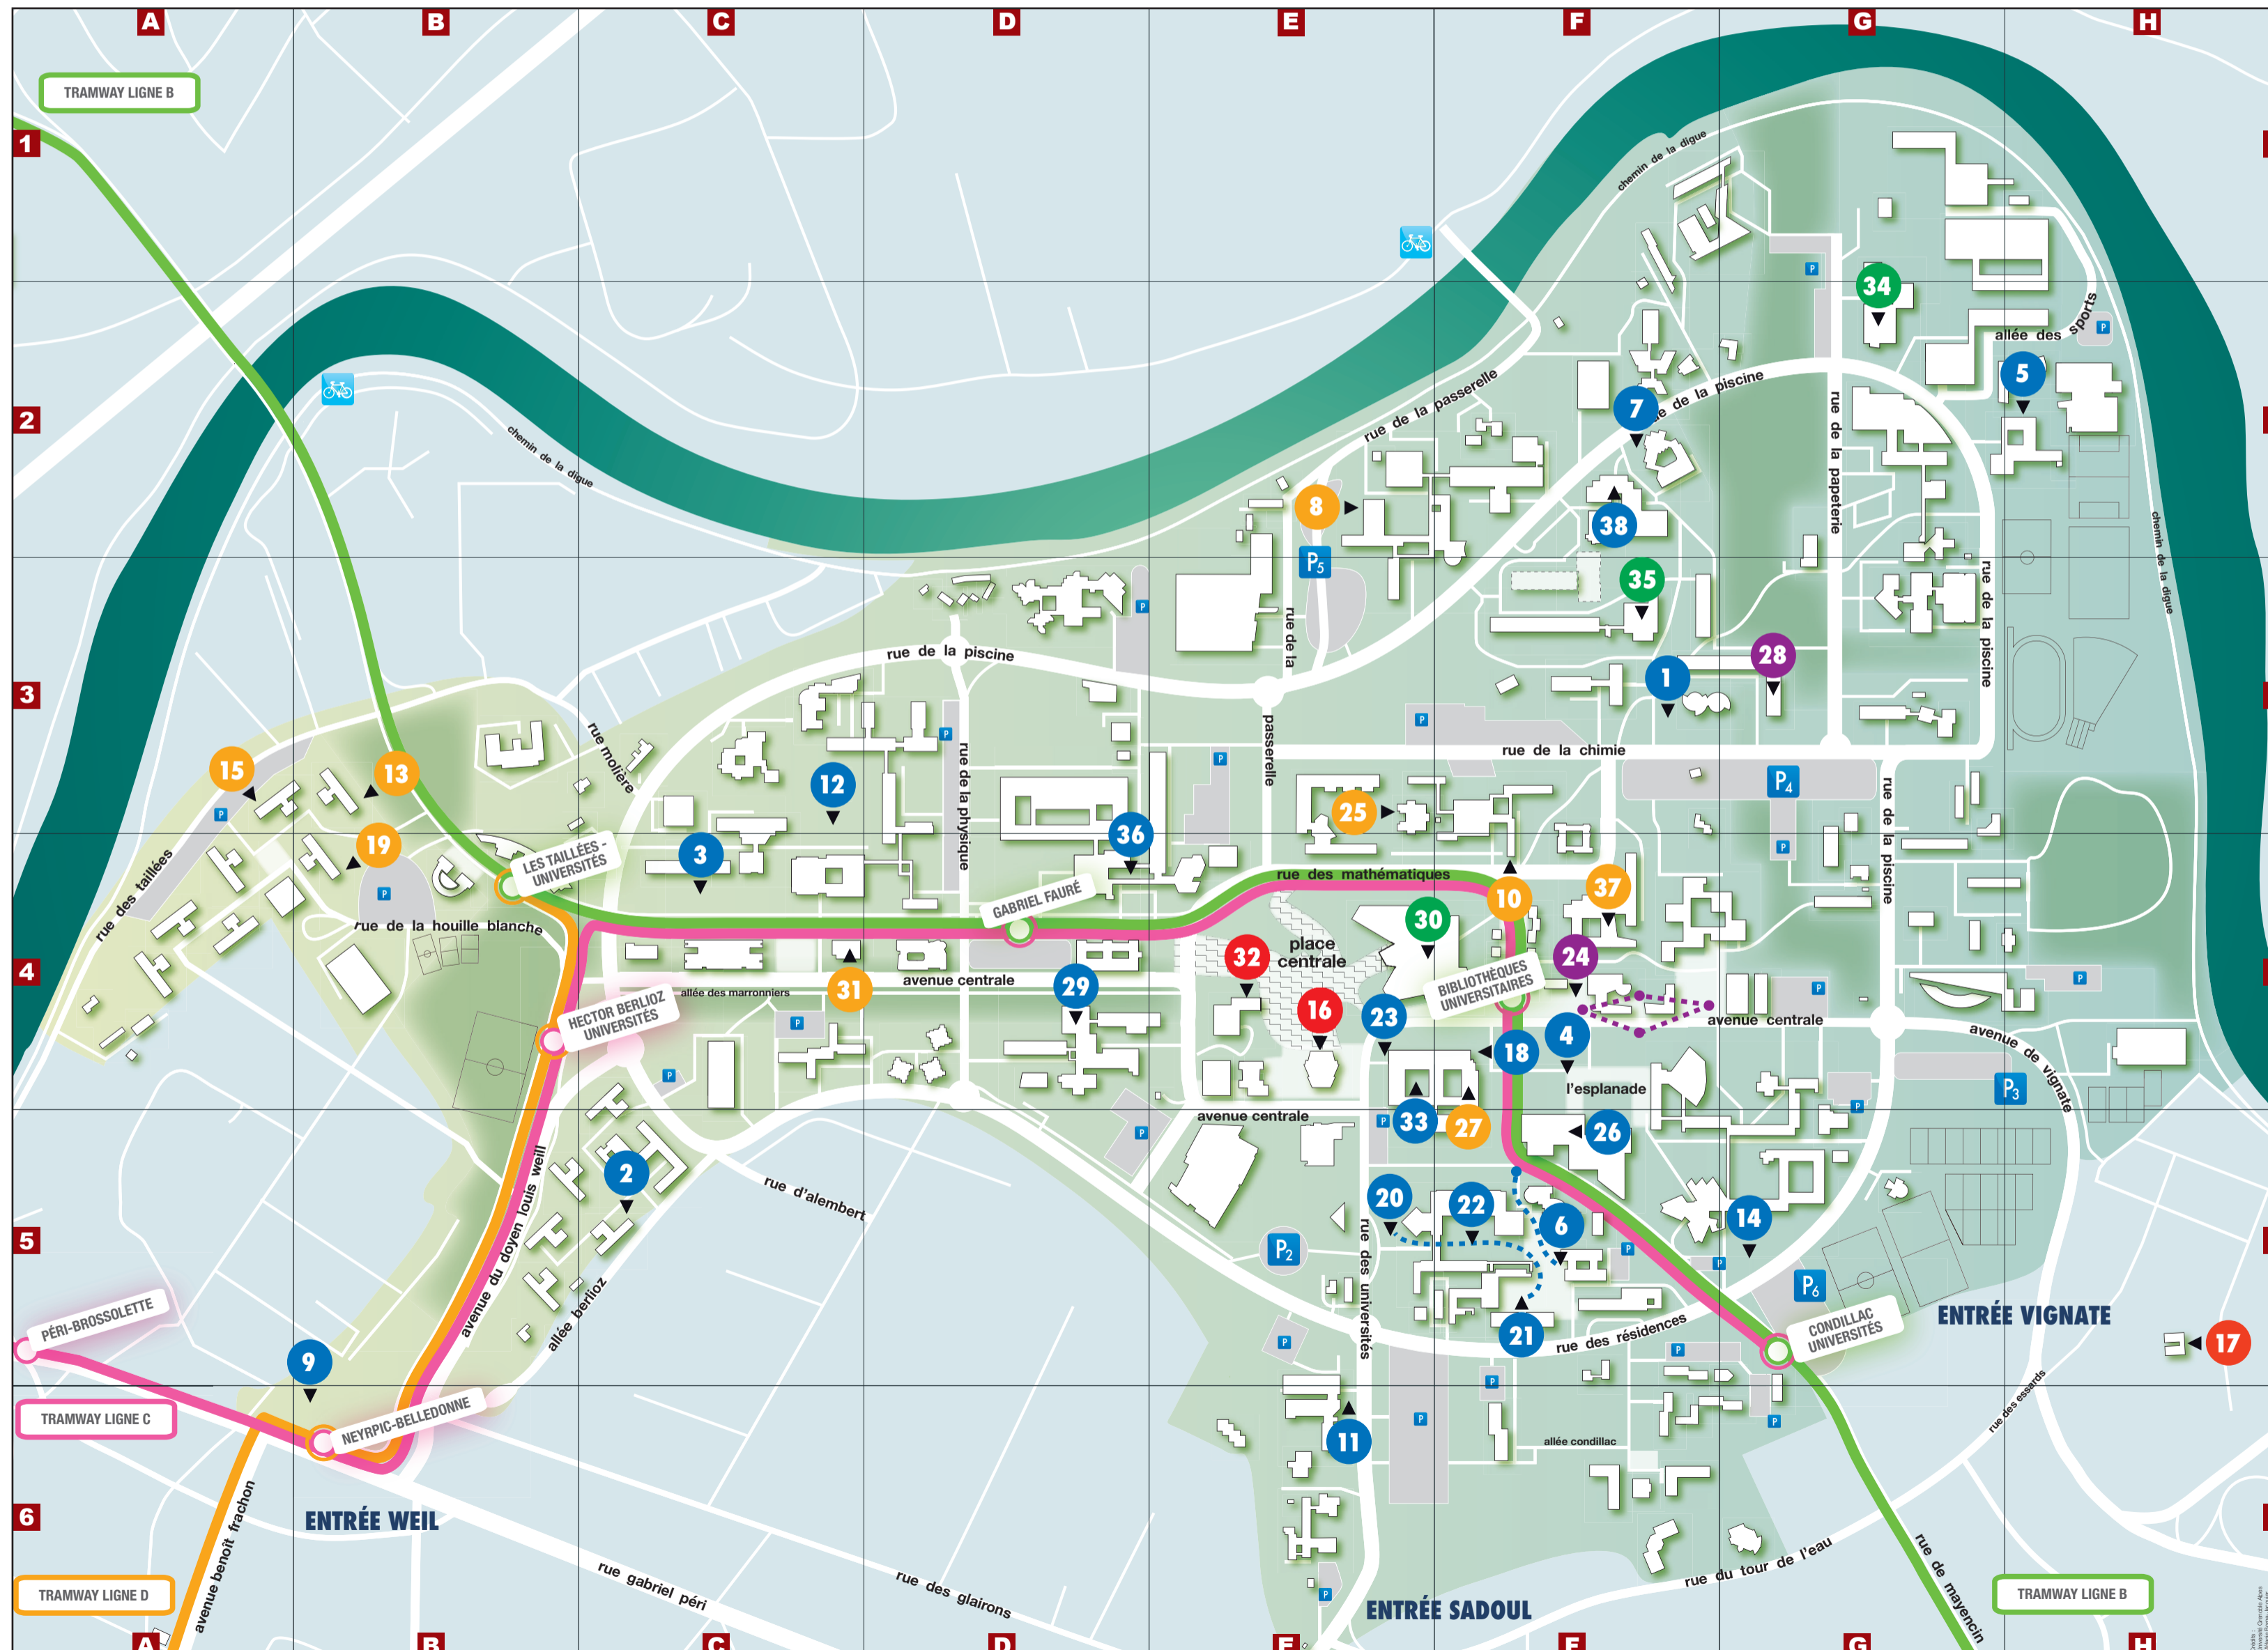 A
B
C
D
E
F
G
H
TRAMWAY LIGNE B
1
chemin de la digue
34
allée des sports
5
2
chemin de la digue
rue de la passerelle
7
rue de la piscine
rue de la papeterie
8
38
P5
chemin de la digue
35
rue de la
rue de la piscine
rue de la piscine
28
1
3
rue molière
passerelle
rue de la chimie
15
13
12
rue de la physique
25
P4
rue de la piscine
19
3
36
LES TAILLÉES -
UNIVERSITÉS
rue des taillées
GABRIEL FAURÉ
rue des mathématiques
10
37
30
rue de la houille blanche
32
place
centrale
24
4
avenue centrale
allée des marronniers
31
29
BIBLIOTHÈQUES
UNIVERSITAIRES
HECTOR BERLIOZ
UNIVERSITÉS
16
23
4
avenue centrale
avenue de vignate
18
l'esplanade
P3
avenue centrale
33
27
26
2
rue d'alembert
20
22
6
14
5
avenue du doyen louis weill
rue des universités
P2
P6
allée berlioz
PÉRI-BROSSOLETTE
21
rue des résidences
CONDILLAC
UNIVERSITÉS
ENTRÉE VIGNATE
17
9
TRAMWAY LIGNE C
NEYRPIC-BELLEDONNE
rue des essards
11
allée condillac
6
ENTRÉE WEIL
avenue benoît frachon
rue gabriel péri
rue des glairons
rue du tour de l'eau
rue de mayencin
TRAMWAY LIGNE D
ENTRÉE SADOUL
TRAMWAY LIGNE B
A
B
C
D
E
F
G
H